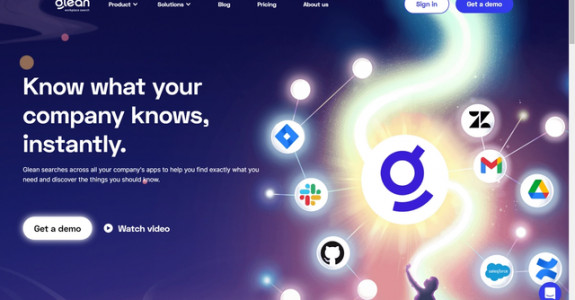 glean
Product Solutions Blog Pricing About us Sign in Get a demo
Know what your
company knows,
instantly.
Glean searches across all your company's apps to help you find exactly what you
need and discover the things you should know.
Get a demo Watch video
salesforce